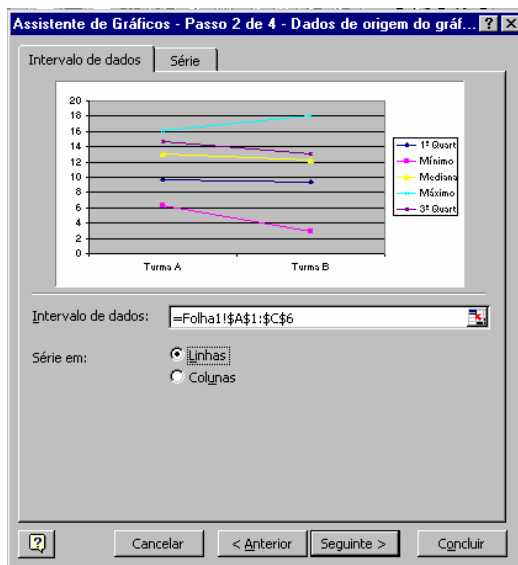 Assistente de Gráficos - Passo 2 de 4 - Dados de origem do gráf... ? ×
Intervalo de dados Série
20
18
16
14
12
10
8
6
4
2
0
Turma A Turma B
1º Quart
Mínimo
Mediana
Máximo
3º Quart
Intervalo de dados: =Folha1!$A$1:$C$6
Série em: Linhas
Colunas
? Cancelar < Anterior Seguinte > Concluir